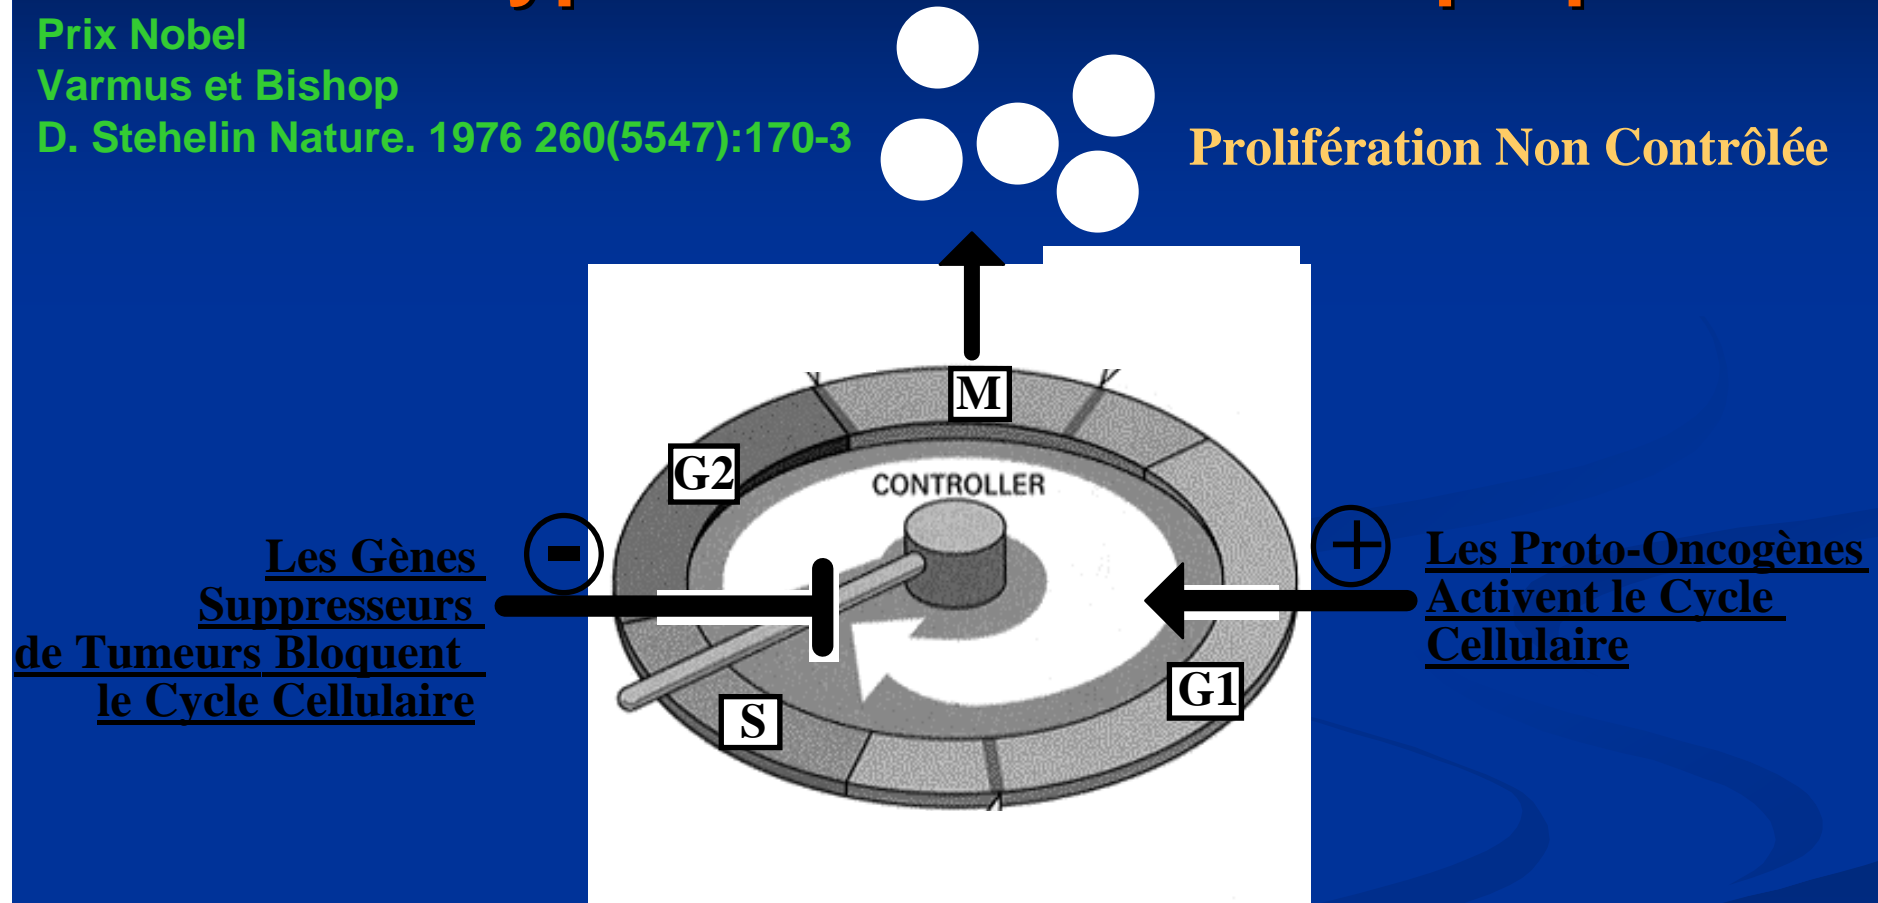 Prix Nobel
Varmus et Bishop
D. Stehelin Nature. 1976 260(5547):170-3
Prolifération Non Contrôlée
M
G2
CONTROLLER
-
Les Gènes
Suppresseurs
de Tumeurs Bloquent
le Cycle Cellulaire
+
Les Proto-Oncogènes
Activent le Cycle
Cellulaire
G1
S